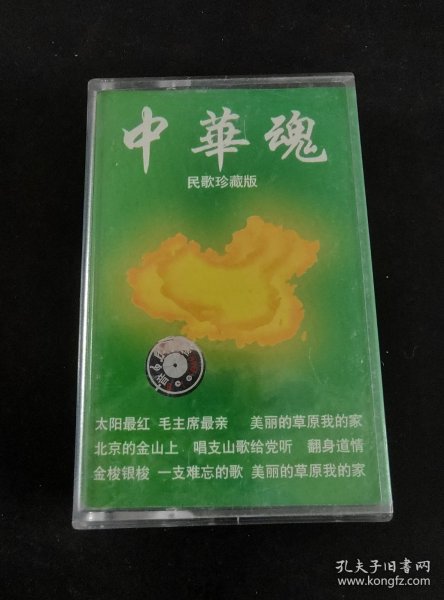 中華魂
民歌珍藏版
太阳最红 毛主席最亲 美丽的草原我的家
北京的金山上 唱支山歌给党听 翻身道情
金梭银梭 一支难忘的歌 美丽的草原我的家
孔夫子旧书网
www.kongfz.com